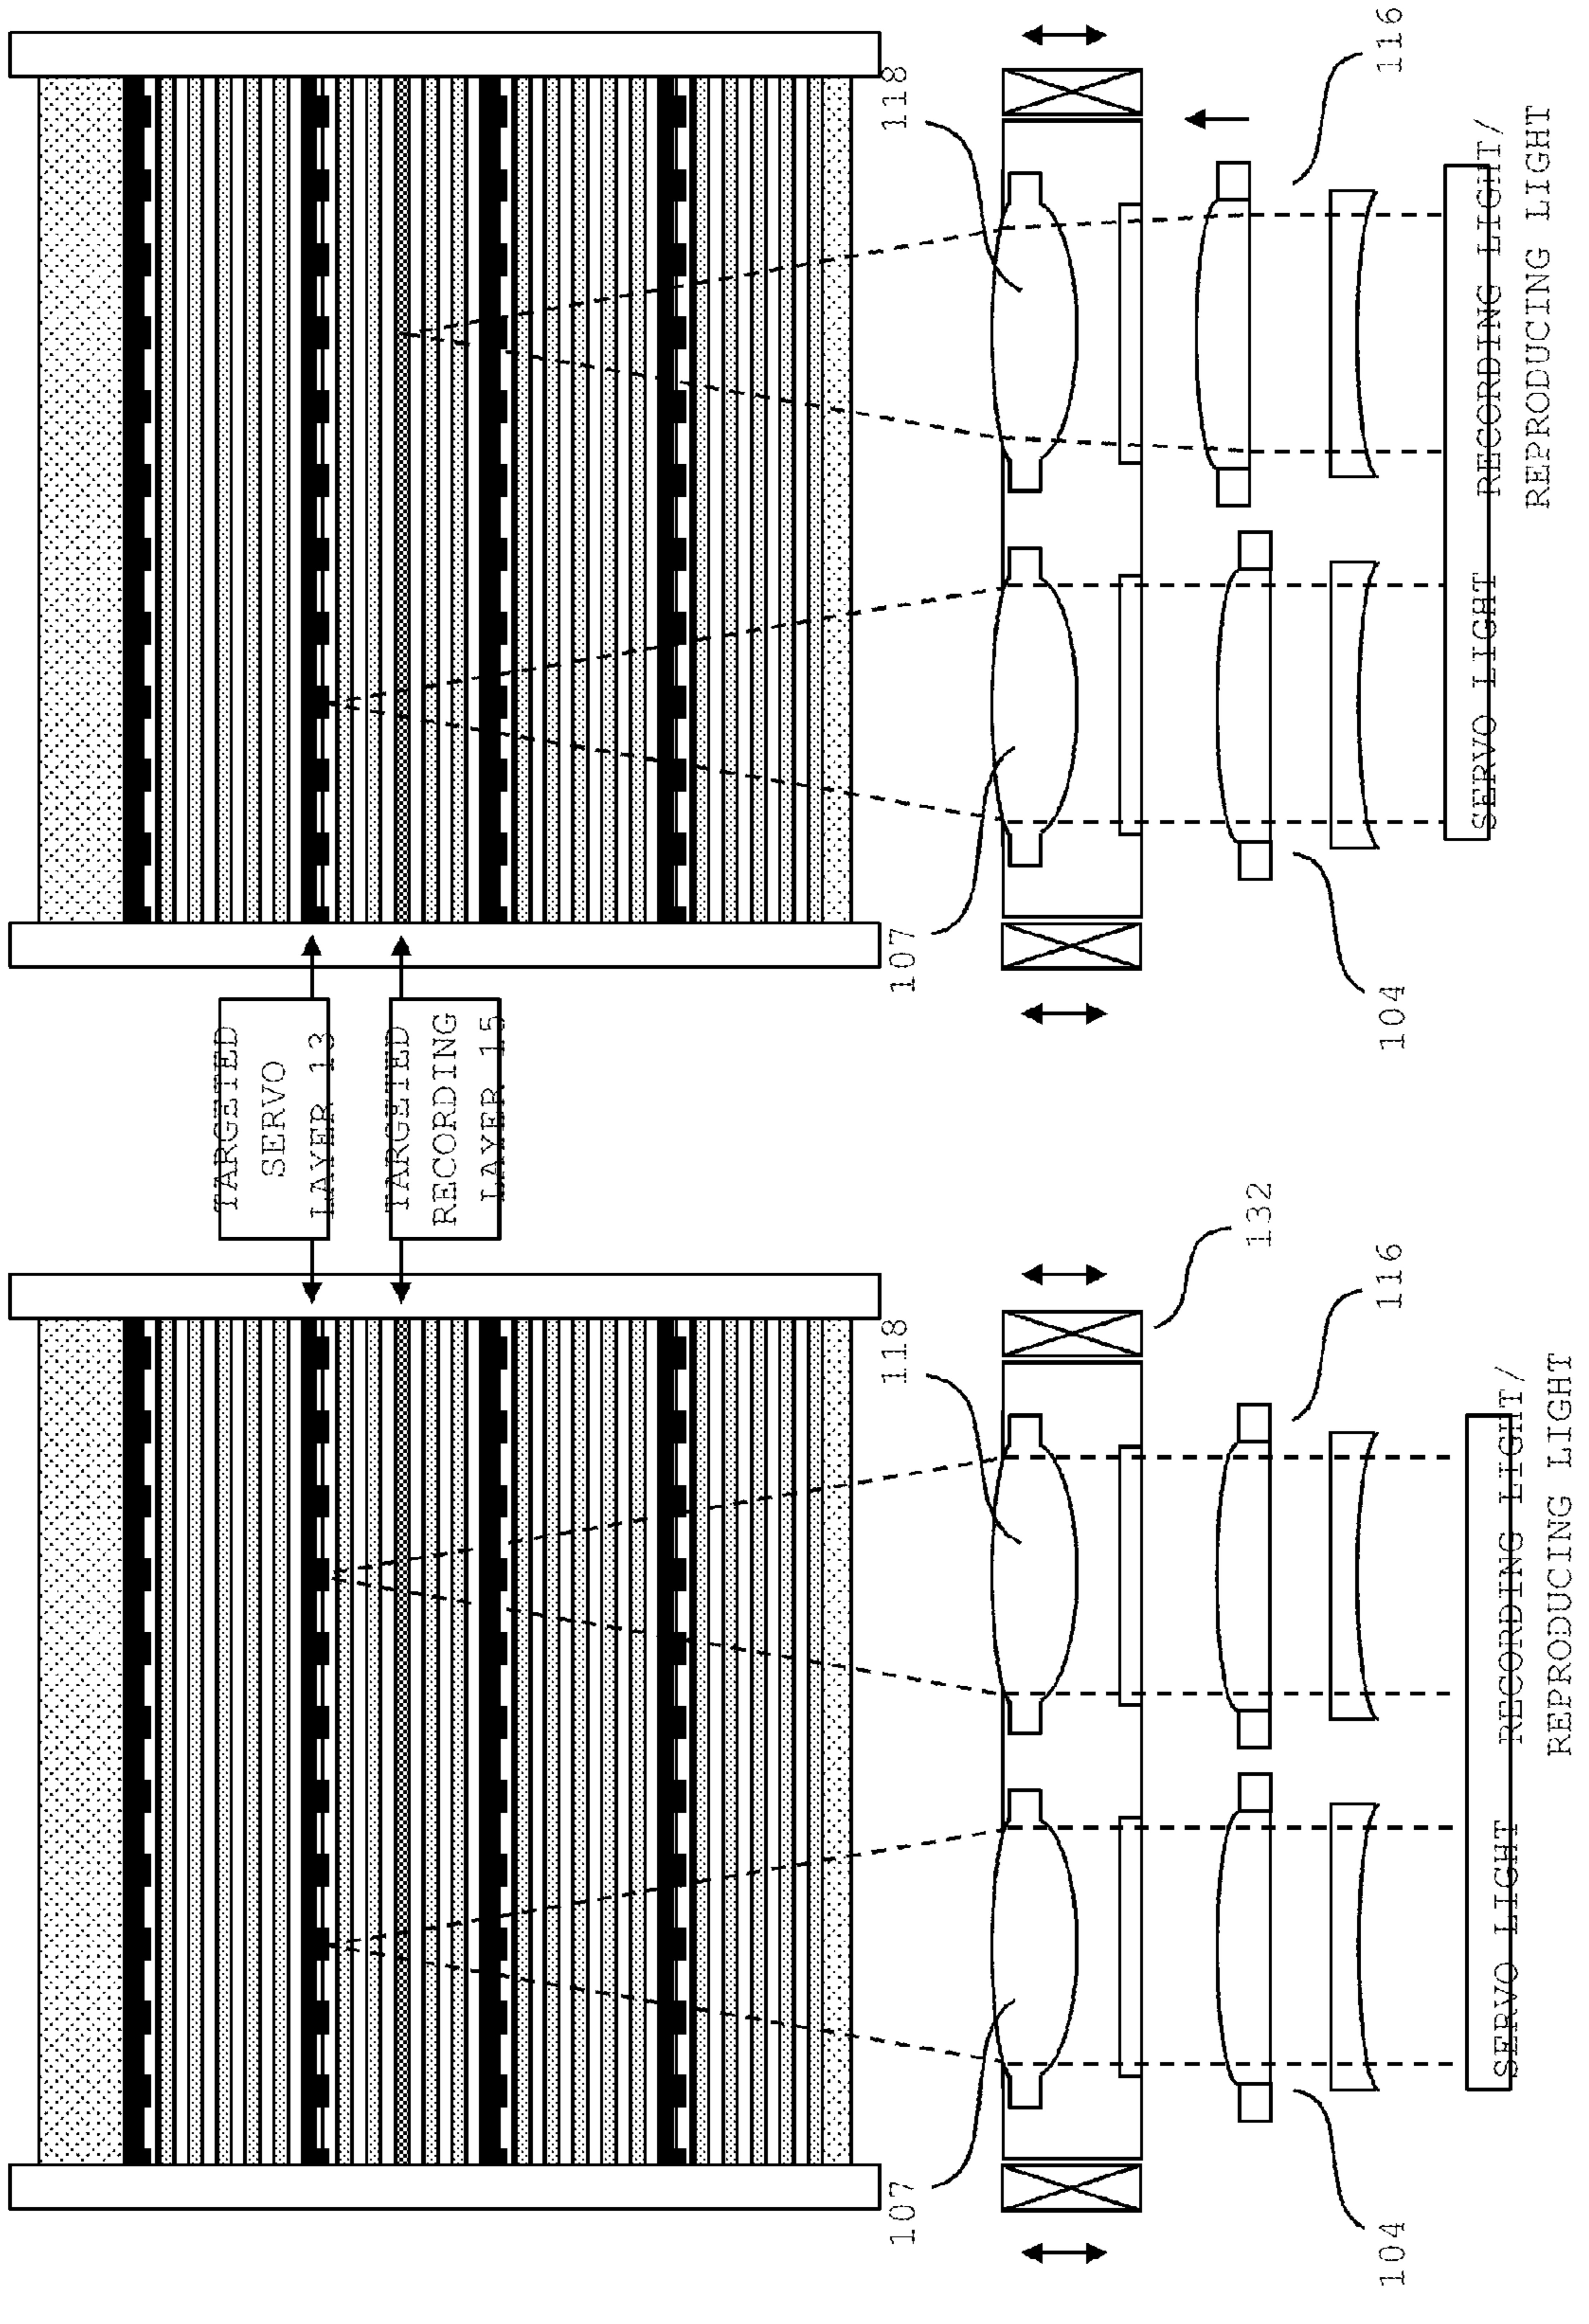 118
116
RECORDING LIGHT/
REPRODUCING LIGHT
SERVO LIGHT
107
104
TARGETED
SERVO
LAYER 13
TARGETED
RECORDING
LAYER 15
132
118
116
RECORDING LIGHT/
REPRODUCING LIGHT
SERVO LIGHT
107
104